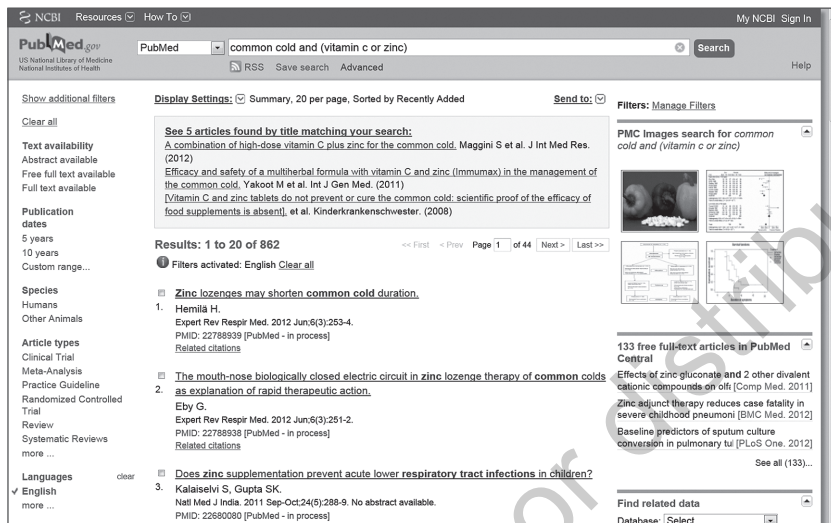 NCBI Resources How To My NCBI Sign In
PubMed.gov
US National Library of Medicine
National Institutes of Health
PubMed common cold and (vitamin c or zinc) Search
RSS Save search Advanced Help
Show additional filters
Clear all
Text availability
Abstract available
Free full text available
Full text available
Publication
dates
5 years
10 years
Custom range...
Species
Humans
Other Animals
Article types
Clinical Trial
Meta-Analysis
Practice Guideline
Randomized Controlled
Trial
Review
Systematic Reviews
more ...
Languages clear
English
more ...
Display Settings: Summary, 20 per page, Sorted by Recently Added Send to:
See 5 articles found by title matching your search:
A combination of high-dose vitamin C plus zinc for the common cold. Maggini S et al. J Int Med Res.
(2012)
Efficacy and safety of a multiherbal formula with vitamin C and zinc (Immumax) in the management of
the common cold. Yakoot M et al. Int J Gen Med. (2011)
[Vitamin C and zinc tablets do not prevent or cure the common cold: scientific proof of the efficacy of
food supplements is absent]. et al. Kinderkrankenschwester. (2008)
Results: 1 to 20 of 862 << First < Prev Page 1 of 44 Next > Last >>
Filters activated: English Clear all
Zinc lozenges may shorten common cold duration.
1. Hemilä H.
Expert Rev Respir Med. 2012 Jun;6(3):253-4.
PMID: 22788939 [PubMed - in process]
Related citations
The mouth-nose biologically closed electric circuit in zinc lozenge therapy of common colds
2. as explanation of rapid therapeutic action.
Eby G.
Expert Rev Respir Med. 2012 Jun;6(3):251-2.
PMID: 22788938 [PubMed - in process]
Related citations
Does zinc supplementation prevent acute lower respiratory tract infections in children?
3. Kalaiselvi S, Gupta SK.
Natl Med J India. 2011 Sep-Oct;24(5):288-9. No abstract available.
PMID: 22680080 [PubMed - in process]
Filters: Manage Filters
PMC Images search for common
cold and (vitamin c or zinc)
133 free full-text articles in PubMed
Central
Effects of zinc gluconate and 2 other divalent
cationic compounds on olfa [Comp Med. 2011]
Zinc adjunct therapy reduces case fatality in
severe childhood pneumoni [BMC Med. 2012]
Baseline predictors of sputum culture
conversion in pulmonary tul [PLoS One. 2012]
See all (133)...
Find related data
Database: Select
or distribu